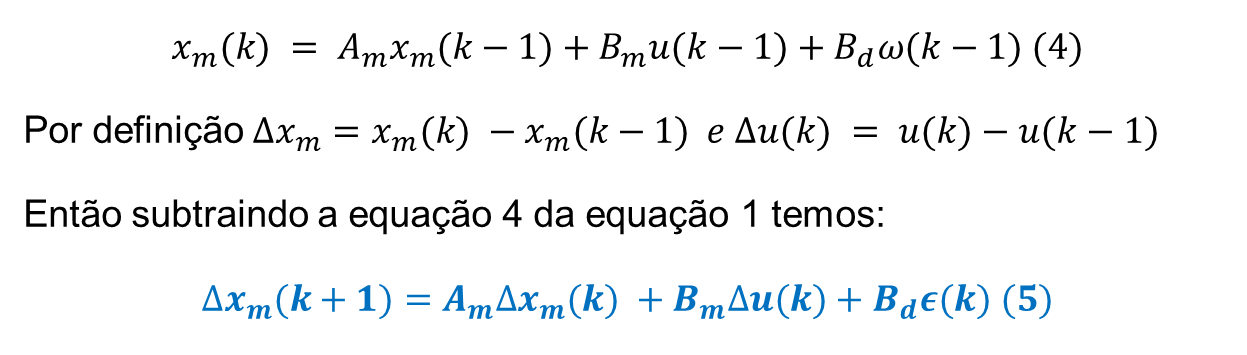 xₘ(k) = Aₘxₘ(k − 1) + Bₘu(k − 1) + B_dω(k − 1) (4)
Por definição Δxₘ = xₘ(k) − xₘ(k − 1) e Δu(k) = u(k) − u(k − 1)
Então subtraindo a equação 4 da equação 1 temos:
Δxₘ(k + 1) = AₘΔxₘ(k) + BₘΔu(k) + B_dϵ(k) (5)